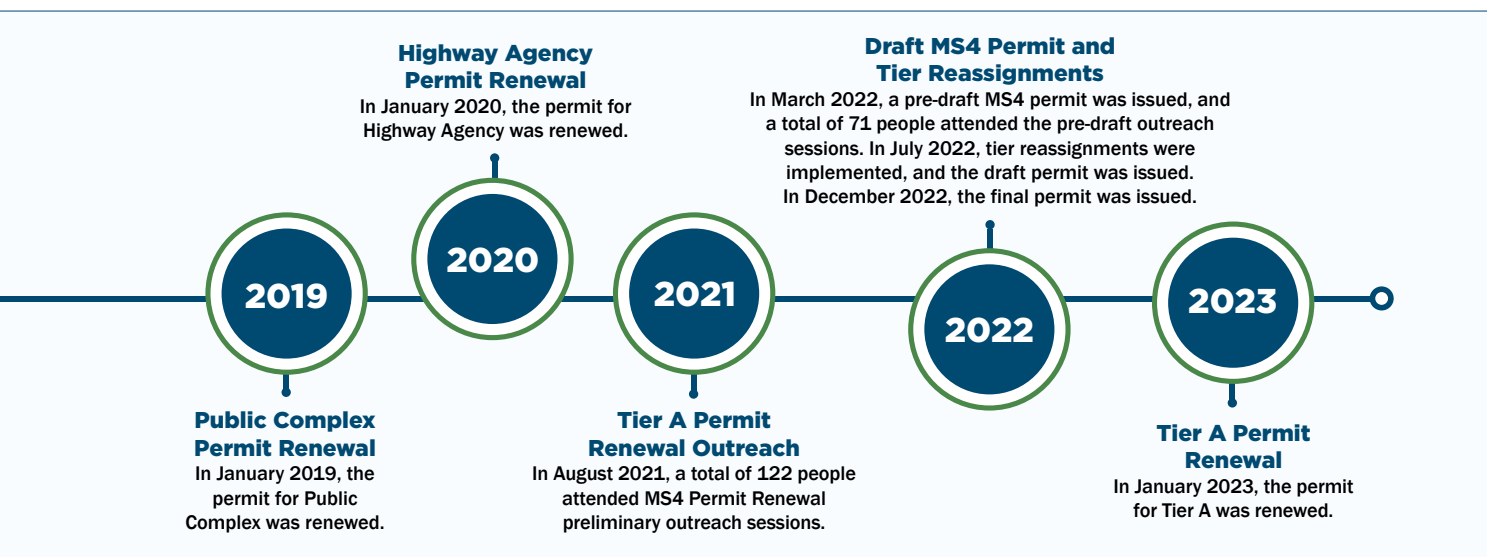 2019
Public Complex
Permit Renewal
In January 2019, the
permit for Public
Complex was renewed.
Highway Agency
Permit Renewal
In January 2020, the permit for
Highway Agency was renewed.
2020
2021
Tier A Permit
Renewal Outreach
In August 2021, a total of 122 people
attended MS4 Permit Renewal
preliminary outreach sessions.
Draft MS4 Permit and
Tier Reassignments
In March 2022, a pre-draft MS4 permit was issued, and
a total of 71 people attended the pre-draft outreach
sessions. In July 2022, tier reassignments were
implemented, and the draft permit was issued.
In December 2022, the final permit was issued.
2022
2023
Tier A Permit
Renewal
In January 2023, the permit
for Tier A was renewed.